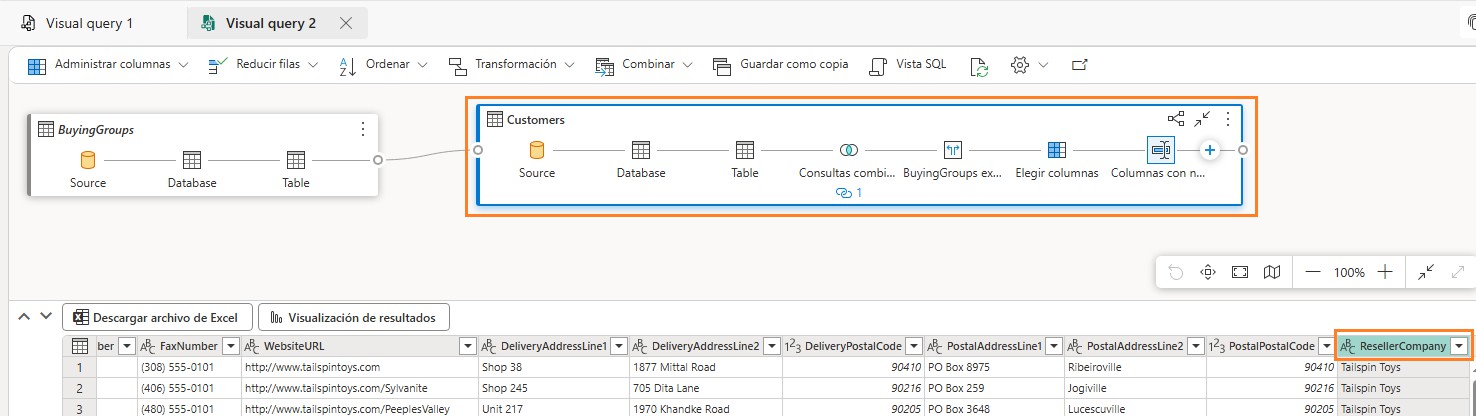 Visual query 1
Visual query 2
Administrar columnas
Reducir filas
Ordenar
Transformación
Combinar
Guardar como copia
Vista SQL
BuyingGroups
Source
Database
Table
Customers
Source
Database
Table
Consultas combi...
BuyingGroups ex...
Elegir columnas
Columnas con n...
1
100%
Descargar archivo de Excel
Visualización de resultados
ber FaxNumber WebsiteURL DeliveryAddressLine1 DeliveryAddressLine2 DeliveryPostalCode PostalAddressLine1 PostalAddressLine2 PostalPostalCode ResellerCompany
1 (308) 555-0101 http://www.tailspintoys.com Shop 38 1877 Mittal Road 90410 PO Box 8975 Ribeiroville 90410 Tailspin Toys
2 (406) 555-0101 http://www.tailspintoys.com/Sylvanite Shop 245 705 Dita Lane 90216 PO Box 259 Jogiville 90216 Tailspin Toys
3 (480) 555-0101 http://www.tailspintoys.com/PeeplesValley Unit 217 1970 Khandke Road 90205 PO Box 3648 Lucescuville 90205 Tailspin Toys